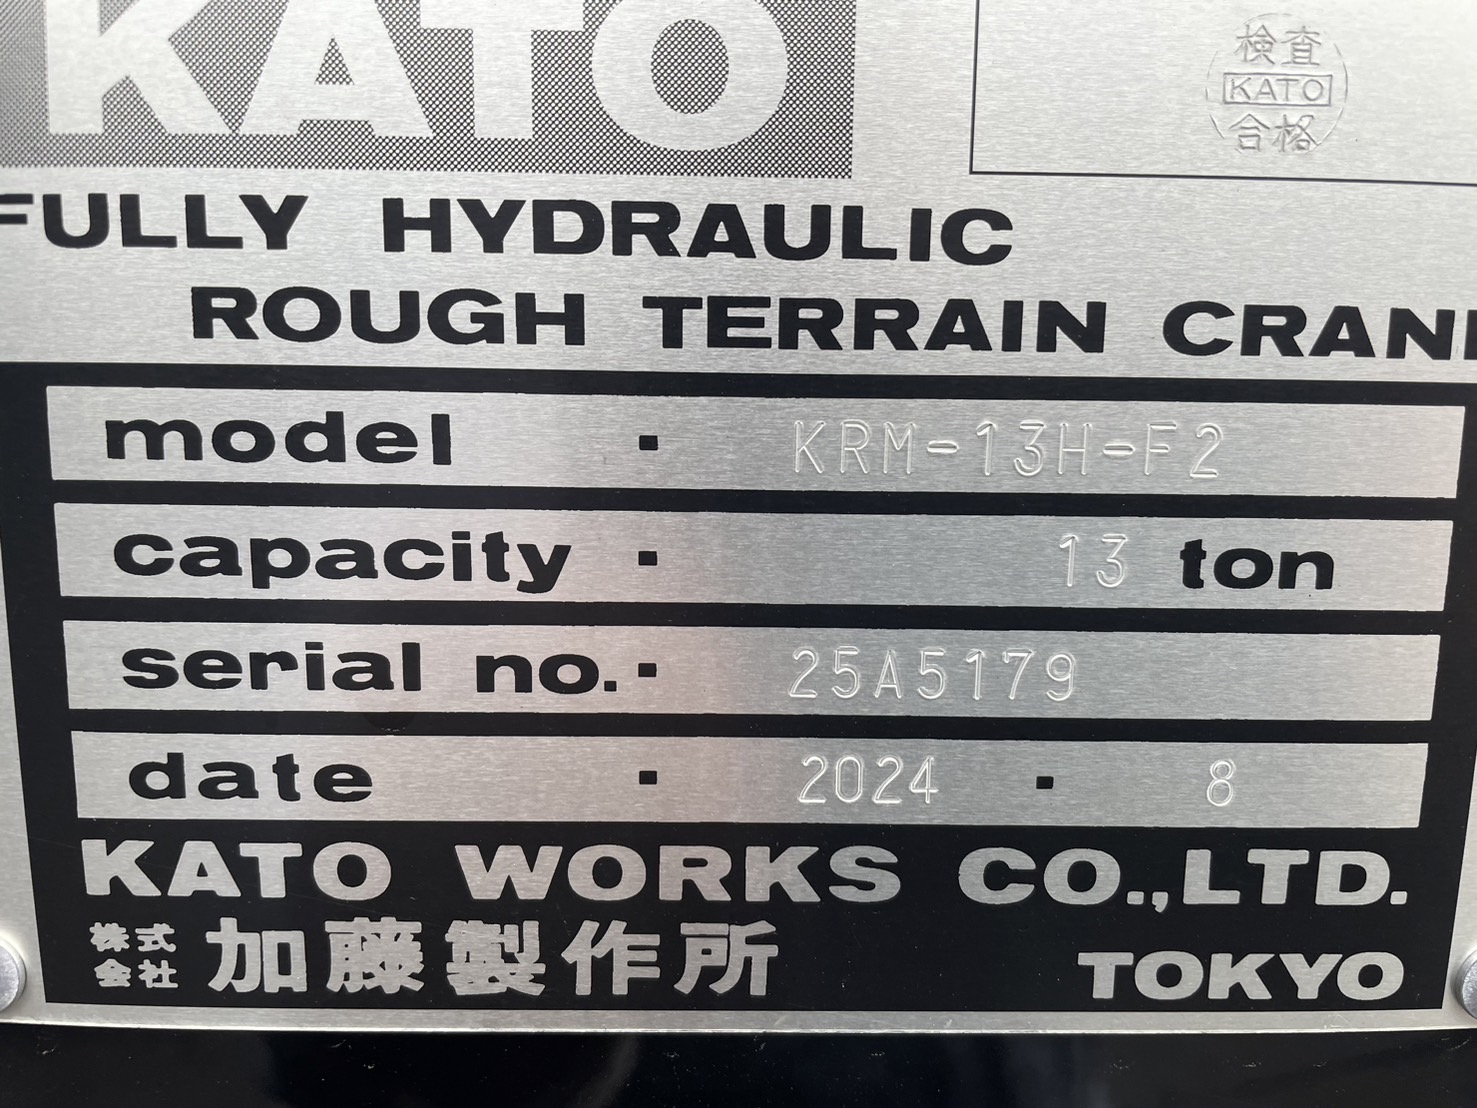 KATO
検査
KATO
合格
FULLY HYDRAULIC
ROUGH TERRAIN CRAN
model · KRM-13H-F2
capacity · 13 ton
serial no. · 25A5179
date · 2024 · 8
KATO WORKS CO.,LTD.
株式会社 加藤製作所 TOKYO